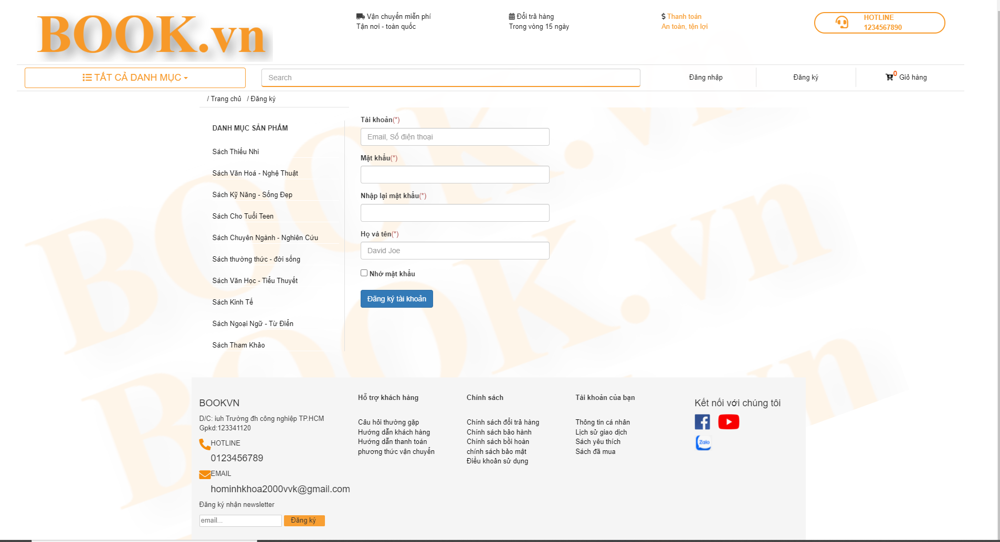 BOOK.vn
Vận chuyển miễn phí
Tận nơi - toàn quốc
Đổi trả hàng
Trong vòng 15 ngày
Thanh toán
An toàn, tện lợi
HOTLINE
1234567890
TẤT CẢ DANH MỤC
Search
Đăng nhập
Đăng ký
0 Giỏ hàng
/ Trang chủ / Đăng ký
DANH MỤC SẢN PHẨM
Sách Thiếu Nhi
Sách Văn Hoá - Nghệ Thuật
Sách Kỹ Năng - Sống Đẹp
Sách Cho Tuổi Teen
Sách Chuyên Ngành - Nghiên Cứu
Sách thường thức - đời sống
Sách Văn Học - Tiểu Thuyết
Sách Kinh Tế
Sách Ngoại Ngữ - Từ Điển
Sách Tham Khảo
Tài khoản(*)
Email, Số điện thoại
Mật khẩu(*)
Nhập lại mật khẩu(*)
Họ và tên(*)
David Joe
Nhớ mật khẩu
Đăng ký tài khoản
BOOK.vn
BOOK.vn
BOOKVN
D/C: iuh Trường đh công nghiệp TP.HCM
Gpkd:123341120
HOTLINE
0123456789
EMAIL
hominhkhoa2000vvk@gmail.com
Đăng ký nhận newsletter
email...
Đăng ký
Hỗ trợ khách hàng
Câu hỏi thường gặp
Hướng dẫn khách hàng
Hướng dẫn thanh toán
phương thức vận chuyển
Chính sách
Chính sách đổi trả hàng
Chính sách bảo hành
Chính sách bồi hoàn
chính sách bảo mật
Điều khoản sử dụng
Tài khoản của bạn
Thông tin cá nhân
Lịch sử giao dịch
Sách yêu thích
Sách đã mua
Kết nối với chúng tôi
Zalo